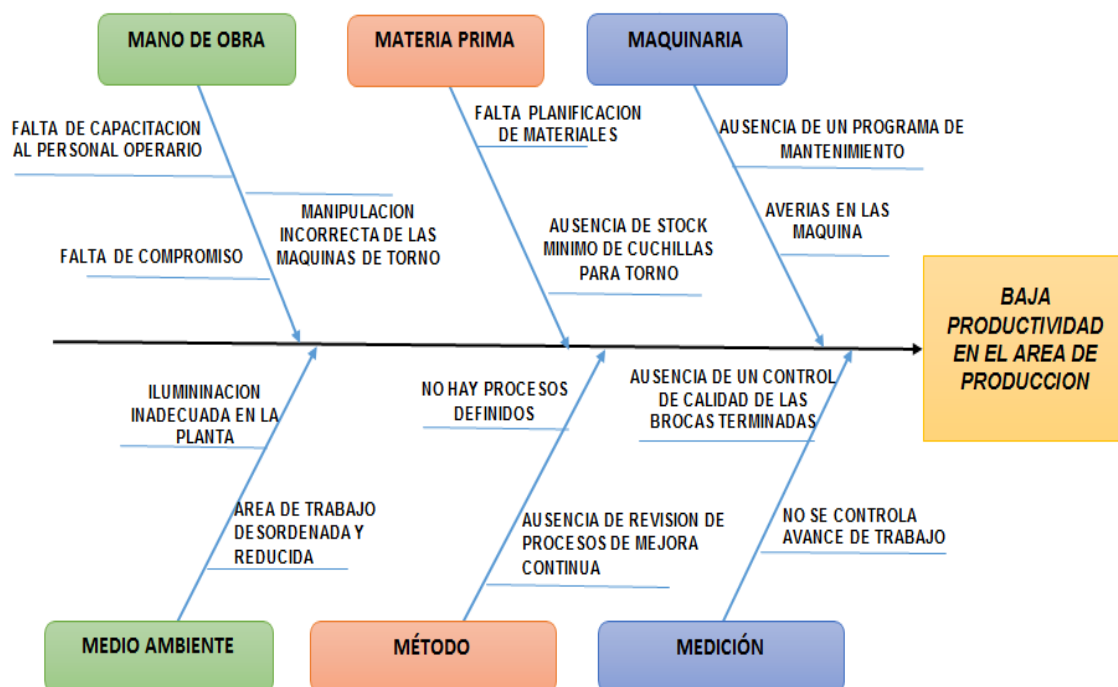 MANO DE OBRA
MATERIA PRIMA
MAQUINARIA
FALTA DE CAPACITACION
AL PERSONAL OPERARIO
MANIPULACION
INCORRECTA DE LAS
MAQUINAS DE TORNO
FALTA DE COMPROMISO
FALTA PLANIFICACION
DE MATERIALES
AUSENCIA DE STOCK
MINIMO DE CUCHILLAS
PARA TORNO
AUSENCIA DE UN PROGRAMA DE
MANTENIMIENTO
AVERIAS EN LAS
MAQUINA
BAJA
PRODUCTIVIDAD
EN EL AREA DE
PRODUCCION
ILUMININACION
INADECUADA EN LA
PLANTA
AREA DE TRABAJO
DESORDENADA Y
REDUCIDA
NO HAY PROCESOS
DEFINIDOS
AUSENCIA DE REVISION DE
PROCESOS DE MEJORA
CONTINUA
AUSENCIA DE UN CONTROL
DE CALIDAD DE LAS
BROCAS TERMINADAS
NO SE CONTROLA
AVANCE DE TRABAJO
MEDIO AMBIENTE
MÉTODO
MEDICIÓN